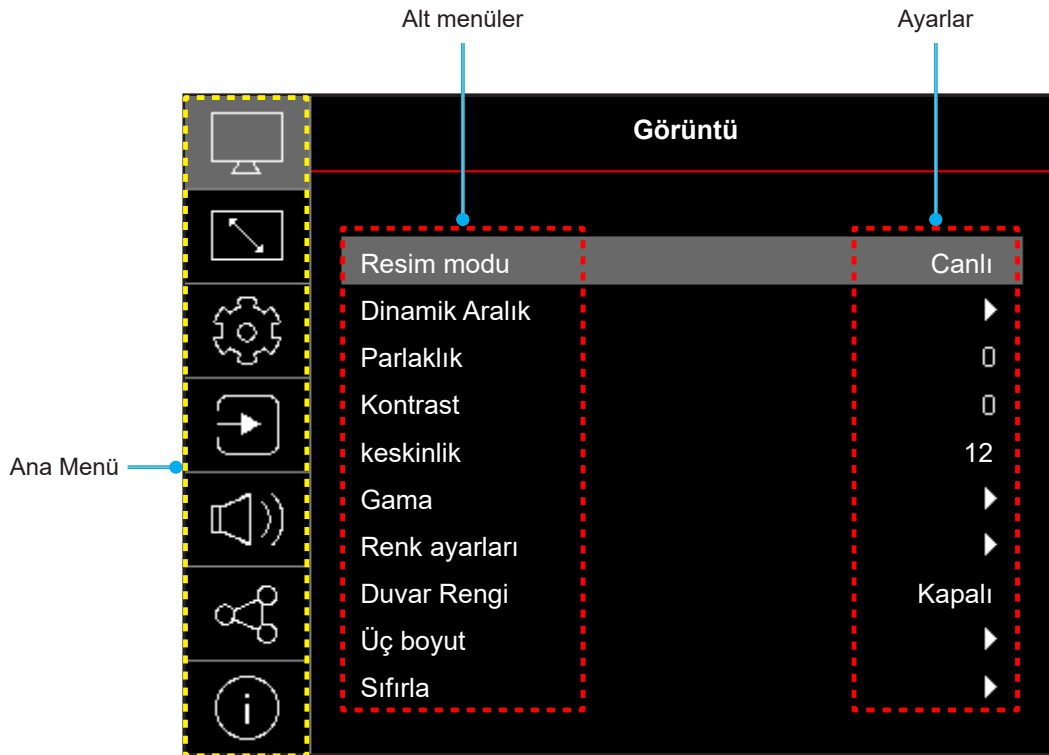 Alt menüler Ayarlar
Görüntü
Resim modu Canlı
Dinamik Aralık
Parlaklık 0
Kontrast 0
keskinlik 12
Ana Menü
Gama
Renk ayarları
Duvar Rengi Kapalı
Üç boyut
Sıfırla